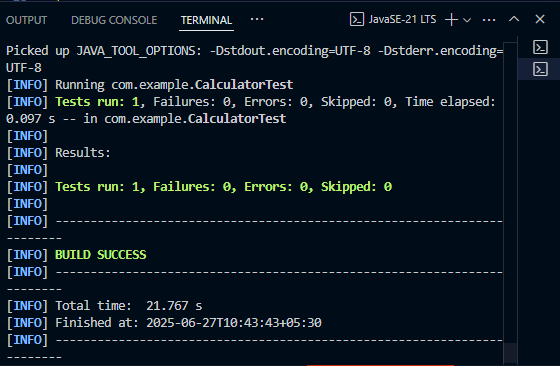 OUTPUT DEBUG CONSOLE TERMINAL ··· JavaSE-21 LTS
Picked up JAVA_TOOL_OPTIONS: -Dstdout.encoding=UTF-8 -Dstderr.encoding=
UTF-8
[INFO] Running com.example.CalculatorTest
[INFO] Tests run: 1, Failures: 0, Errors: 0, Skipped: 0, Time elapsed:
0.097 s -- in com.example.CalculatorTest
[INFO]
[INFO] Results:
[INFO]
[INFO] Tests run: 1, Failures: 0, Errors: 0, Skipped: 0
[INFO]
[INFO] ----------------------------------------------------------------
--------
[INFO] BUILD SUCCESS
[INFO] ----------------------------------------------------------------
--------
[INFO] Total time:  21.767 s
[INFO] Finished at: 2025-06-27T10:43:43+05:30
[INFO] ----------------------------------------------------------------
--------